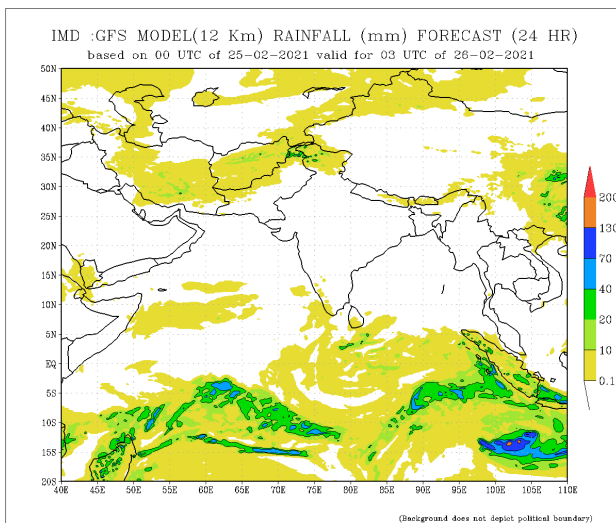 IMD :GFS MODEL(12 Km) RAINFALL (mm) FORECAST (24 HR)
based on 00 UTC of 25-02-2021 valid for 03 UTC of 26-02-2021
50N
45N
40N
35N
30N
25N
20N
15N
10N
5N
EQ
5S
10S
15S
20S
40E 45E 50E 55E 60E 65E 70E 75E 80E 85E 90E 95E 100E 105E 110E
200
130
70
40
20
10
0.1
(Background does not depict political boundary)